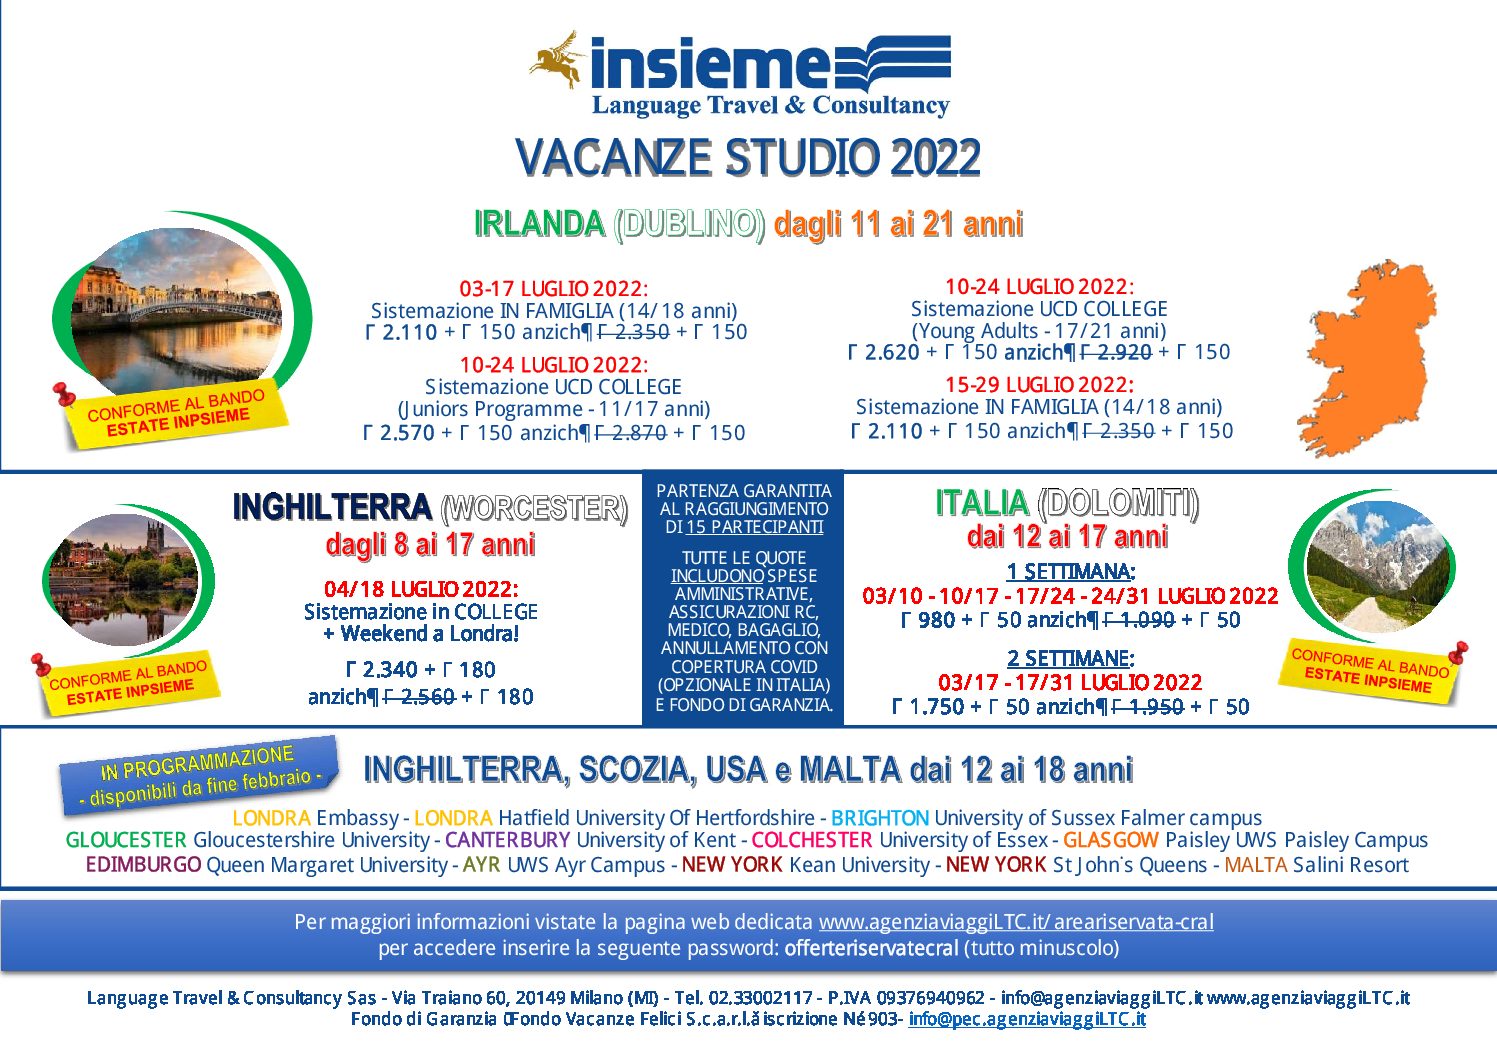 insieme
Language Travel & Consultancy
VACANZE STUDIO 2022
IRLANDA (DUBLINO) dagli 11 ai 21 anni
03-17 LUGLIO 2022:
Sistemazione IN FAMIGLIA (14/18 anni)
Γ 2.110 + Γ 150 anzich¶ Γ 2.350 + Γ 150
10-24 LUGLIO 2022:
Sistemazione UCD COLLEGE
(Juniors Programme - 11/17 anni)
Γ 2.570 + Γ 150 anzich¶ Γ 2.870 + Γ 150
10-24 LUGLIO 2022:
Sistemazione UCD COLLEGE
(Young Adults - 17/21 anni)
Γ 2.620 + Γ 150 anzich¶ Γ 2.920 + Γ 150
15-29 LUGLIO 2022:
Sistemazione IN FAMIGLIA (14/18 anni)
Γ 2.110 + Γ 150 anzich¶ Γ 2.350 + Γ 150
CONFORME AL BANDO
ESTATE INPSIEME
INGHILTERRA (WORCESTER)
dagli 8 ai 17 anni
04/18 LUGLIO 2022:
Sistemazione in COLLEGE
+ Weekend a Londra!
Γ 2.340 + Γ 180
anzich¶ Γ 2.560 + Γ 180
CONFORME AL BANDO
ESTATE INPSIEME
PARTENZA GARANTITA
AL RAGGIUNGIMENTO
DI 15 PARTECIPANTI
TUTTE LE QUOTE
INCLUDONO SPESE
AMMINISTRATIVE,
ASSICURAZIONI RC,
MEDICO, BAGAGLIO,
ANNULLAMENTO CON
COPERTURA COVID
(OPZIONALE IN ITALIA)
E FONDO DI GARANZIA.
ITALIA (DOLOMITI)
dai 12 ai 17 anni
1 SETTIMANA:
03/10 - 10/17 - 17/24 - 24/31 LUGLIO 2022
Γ 980 + Γ 50 anzich¶ Γ 1.090 + Γ 50
2 SETTIMANE:
03/17 - 17/31 LUGLIO 2022
Γ 1.750 + Γ 50 anzich¶ Γ 1.950 + Γ 50
CONFORME AL BANDO
ESTATE INPSIEME
IN PROGRAMMAZIONE
- disponibili da fine febbraio -
INGHILTERRA, SCOZIA, USA e MALTA dai 12 ai 18 anni
LONDRA Embassy - LONDRA Hatfield University Of Hertfordshire - BRIGHTON University of Sussex Falmer campus
GLOUCESTER Gloucestershire University - CANTERBURY University of Kent - COLCHESTER University of Essex - GLASGOW Paisley UWS Paisley Campus
EDIMBURGO Queen Margaret University - AYR UWS Ayr Campus - NEW YORK Kean University - NEW YORK St John's Queens - MALTA Salini Resort
Per maggiori informazioni vistate la pagina web dedicata www.agenziaviaggiLTC.it/areariservata-cral
per accedere inserire la seguente password: offerteriservatecral (tutto minuscolo)
Language Travel & Consultancy Sas - Via Traiano 60, 20149 Milano (MI) - Tel. 02.33002117 - P.IVA 09376940962 - info@agenziaviaggiLTC.it www.agenziaviaggiLTC.it
Fondo di Garanzia Fondo Vacanze Felici S.c.a.r.l. iscrizione Né 903- info@pec.agenziaviaggiLTC.it